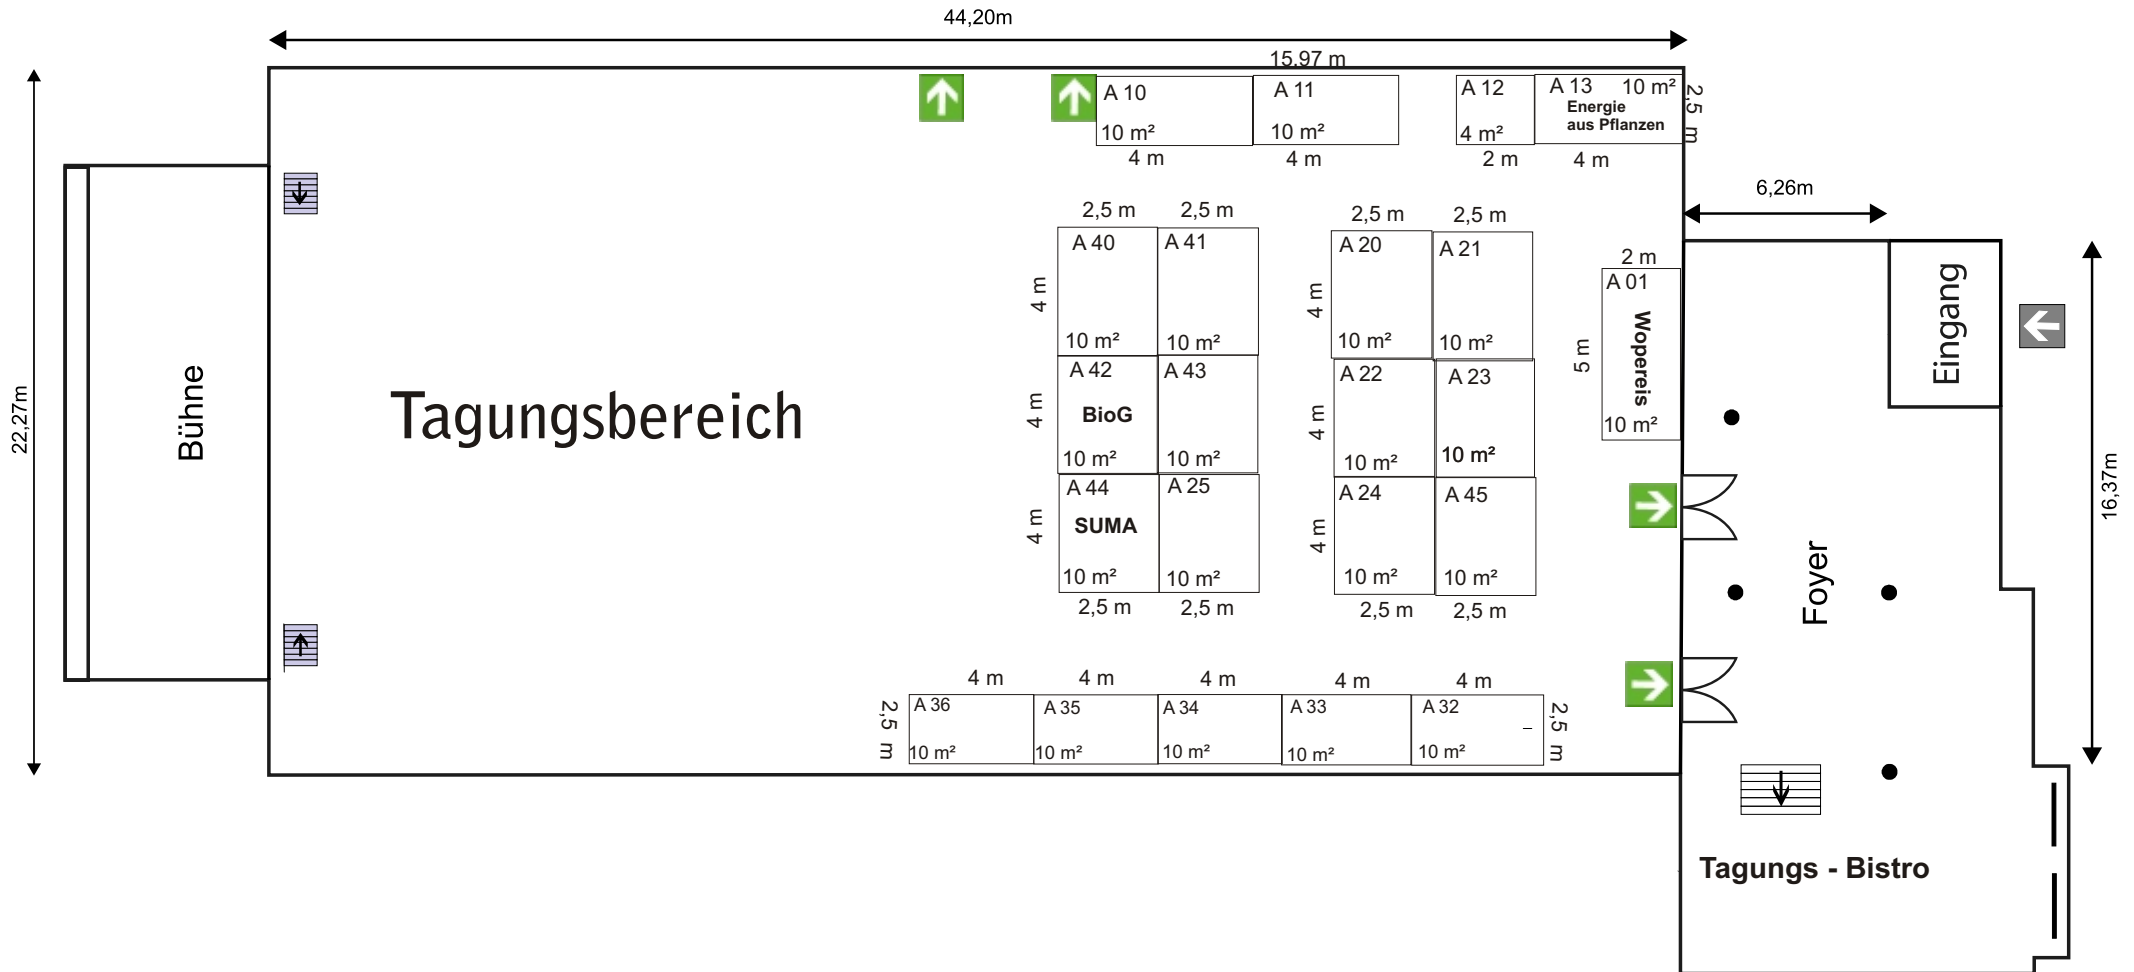 44,20m
15.97 m
A 10
10 m²
4 m
A 11
10 m²
4 m
A 12
4 m²
2 m
A 13 10 m²
Energie
aus Pflanzen
4 m
2,5 m
22,27m
Bühne
Tagungsbereich
2,5 m 2,5 m
A 40
10 m²
4 m
A 41
10 m²
A 42
BioG
10 m²
4 m
A 43
10 m²
A 44
SUMA
10 m²
4 m
A 25
10 m²
2,5 m 2,5 m
2,5 m 2,5 m
A 20
10 m²
4 m
A 21
10 m²
A 22
10 m²
4 m
A 23
10 m²
A 24
10 m²
4 m
A 45
10 m²
2,5 m 2,5 m
2 m
A 01
Wopereis
10 m²
5 m
6,26m
Eingang
16,37m
Foyer
4 m 4 m 4 m 4 m 4 m
2,5 m
A 36
10 m²
A 35
10 m²
A 34
10 m²
A 33
10 m²
A 32
10 m²
2,5 m
Tagungs - Bistro